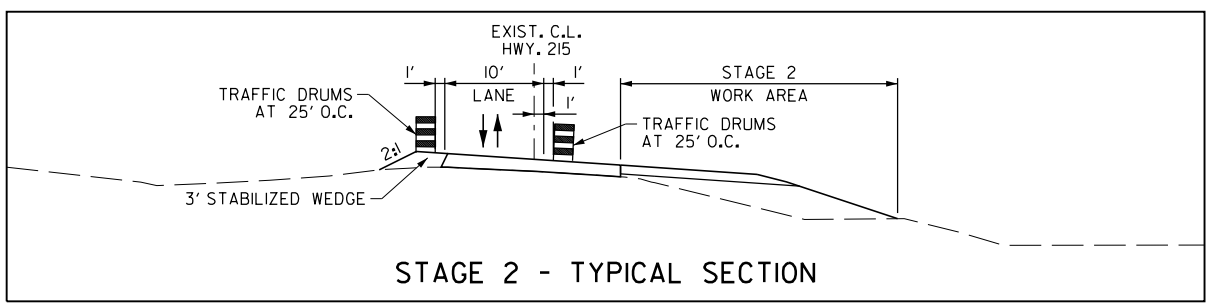 EXIST. C.L.
HWY. 215
1' 10' 1'
LANE
1'
STAGE 2
WORK AREA
TRAFFIC DRUMS
AT 25' O.C.
TRAFFIC DRUMS
AT 25' O.C.
2:1
3' STABILIZED WEDGE
STAGE 2 - TYPICAL SECTION